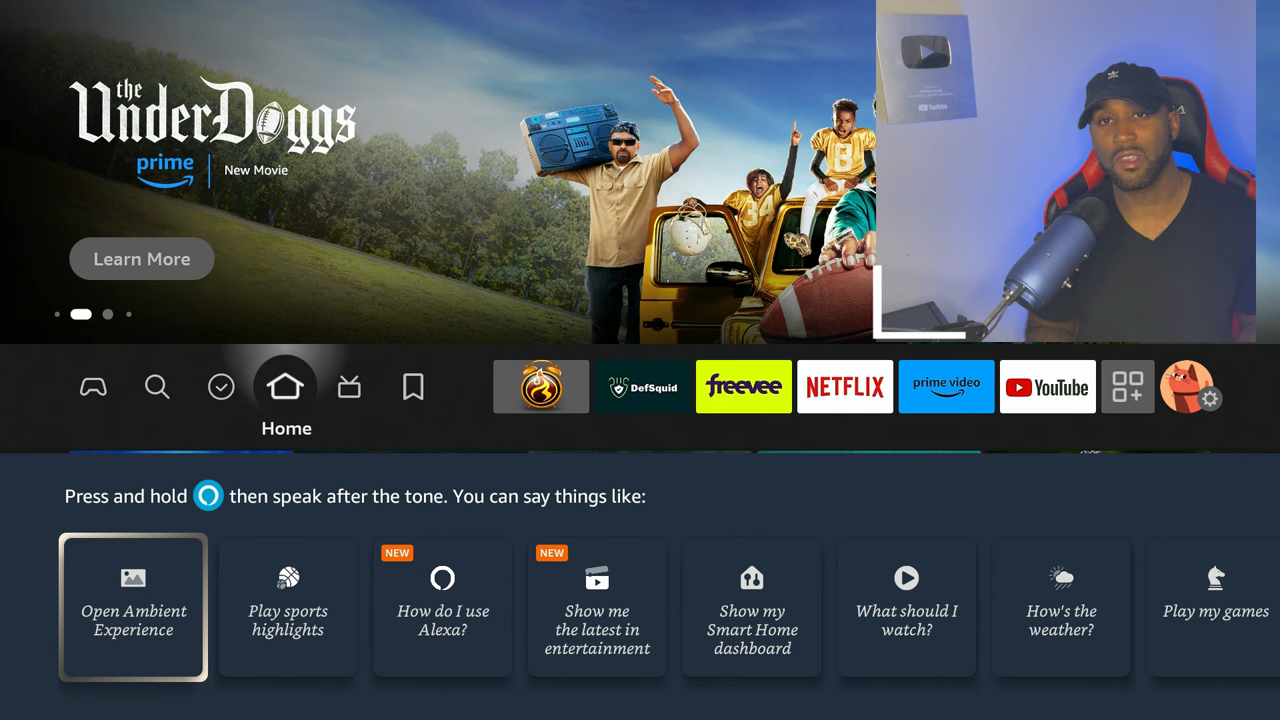 the
UnderDoggs
prime
New Movie
Learn More
YouTube
8
34
Home
DefSquid
freevee
NETFLIX
prime video
YouTube
Press and hold then speak after the tone. You can say things like:
Open Ambient
Experience
Play sports
highlights
NEW
How do I use
Alexa?
NEW
Show me
the latest in
entertainment
Show my
Smart Home
dashboard
What should I
watch?
How's the
weather?
Play my games